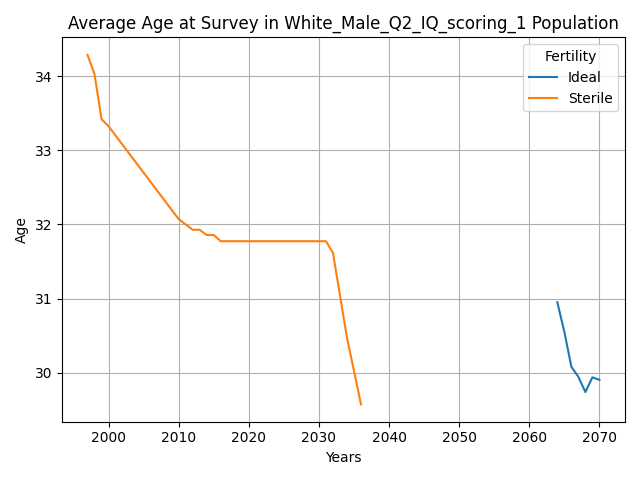 Average Age at Survey in White_Male_Q2_IQ_scoring_1 Population
Fertility
Ideal
Sterile
34
33
32
31
30
Age
2000 2010 2020 2030 2040 2050 2060 2070
Years